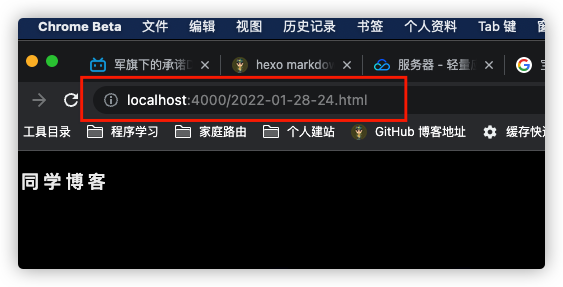 Chrome Beta 文件 编辑 视图 历史记录 书签 个人资料 Tab 键
军旗下的承诺 hexo markdow 服务器 - 轻量
localhost:4000/2022-01-28-24.html
工具目录 程序学习 家庭路由 个人建站 GitHub 博客地址 缓存快
同学博客